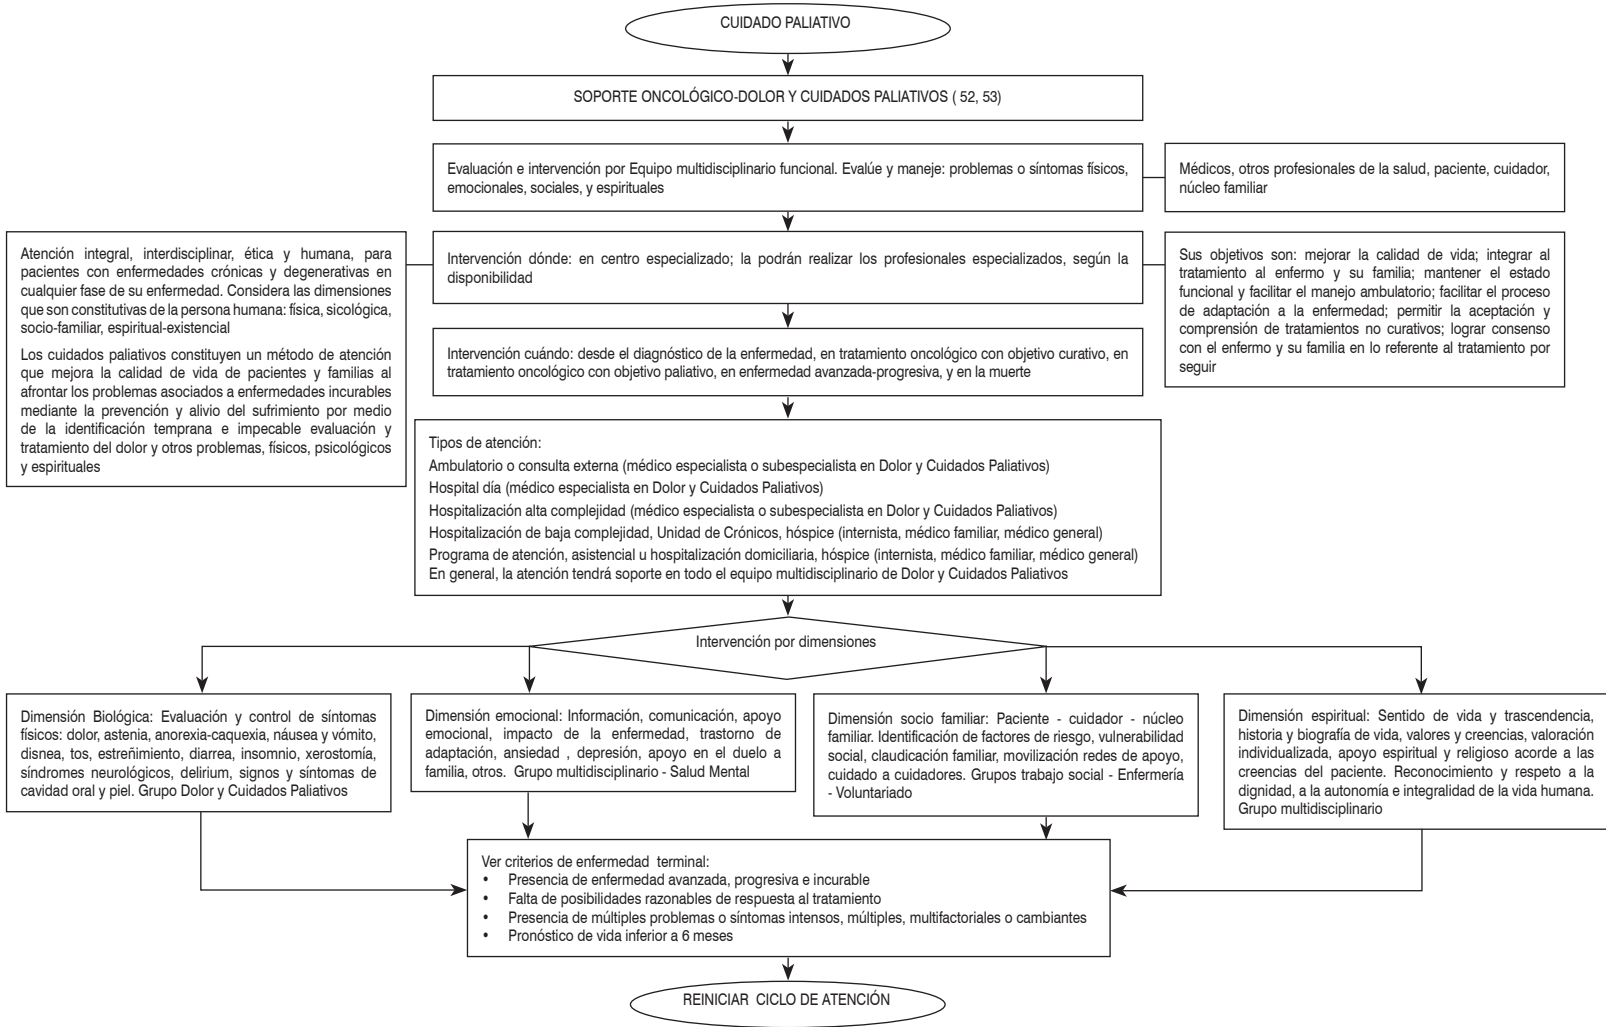 CUIDADO PALIATIVO
SOPORTE ONCOLÓGICO-DOLOR Y CUIDADOS PALIATIVOS ( 52, 53)
Evaluación e intervención por Equipo multidisciplinario funcional. Evalúe y maneje: problemas o síntomas físicos,
emocionales, sociales, y espirituales
Médicos, otros profesionales de la salud, paciente, cuidador,
núcleo familiar
Atención integral, interdisciplinar, ética y humana, para
pacientes con enfermedades crónicas y degenerativas en
cualquier fase de su enfermedad. Considera las dimensiones
que son constitutivas de la persona humana: física, sicológica,
socio-familiar, espiritual-existencial
Los cuidados paliativos constituyen un método de atención
que mejora la calidad de vida de pacientes y familias al
afrontar los problemas asociados a enfermedades incurables
mediante la prevención y alivio del sufrimiento por medio
de la identificación temprana e impecable evaluación y
tratamiento del dolor y otros problemas, físicos, psicológicos
y espirituales
Intervención dónde: en centro especializado; la podrán realizar los profesionales especializados, según la
disponibilidad
Sus objetivos son: mejorar la calidad de vida; integrar al
tratamiento al enfermo y su familia; mantener el estado
funcional y facilitar el manejo ambulatorio; facilitar el proceso
de adaptación a la enfermedad; permitir la aceptación y
comprensión de tratamientos no curativos; lograr consenso
con el enfermo y su familia en lo referente al tratamiento por
seguir
Intervención cuándo: desde el diagnóstico de la enfermedad, en tratamiento oncológico con objetivo curativo, en
tratamiento oncológico con objetivo paliativo, en enfermedad avanzada-progresiva, y en la muerte
Tipos de atención:
Ambulatorio o consulta externa (médico especialista o subespecialista en Dolor y Cuidados Paliativos)
Hospital día (médico especialista en Dolor y Cuidados Paliativos)
Hospitalización alta complejidad (médico especialista o subespecialista en Dolor y Cuidados Paliativos)
Hospitalización de baja complejidad, Unidad de Crónicos, hóspice (internista, médico familiar, médico general)
Programa de atención, asistencial u hospitalización domiciliaria, hóspice (internista, médico familiar, médico general)
En general, la atención tendrá soporte en todo el equipo multidisciplinario de Dolor y Cuidados Paliativos
Intervención por dimensiones
Dimensión Biológica: Evaluación y control de síntomas
físicos: dolor, astenia, anorexia-caquexia, náusea y vómito,
disnea, tos, estreñimiento, diarrea, insomnio, xerostomía,
síndromes neurológicos, delirium, signos y síntomas de
cavidad oral y piel. Grupo Dolor y Cuidados Paliativos
Dimensión emocional: Información, comunicación, apoyo
emocional, impacto de la enfermedad, trastorno de
adaptación, ansiedad , depresión, apoyo en el duelo a
familia, otros. Grupo multidisciplinario - Salud Mental
Dimensión socio familiar: Paciente - cuidador - núcleo
familiar. Identificación de factores de riesgo, vulnerabilidad
social, claudicación familiar, movilización redes de apoyo,
cuidado a cuidadores. Grupos trabajo social - Enfermería
- Voluntariado
Dimensión espiritual: Sentido de vida y trascendencia,
historia y biografía de vida, valores y creencias, valoración
individualizada, apoyo espiritual y religioso acorde a las
creencias del paciente. Reconocimiento y respeto a la
dignidad, a la autonomía e integralidad de la vida humana.
Grupo multidisciplinario
Ver criterios de enfermedad terminal:
• Presencia de enfermedad avanzada, progresiva e incurable
• Falta de posibilidades razonables de respuesta al tratamiento
• Presencia de múltiples problemas o síntomas intensos, múltiples, multifactoriales o cambiantes
• Pronóstico de vida inferior a 6 meses
REINICIAR CICLO DE ATENCIÓN